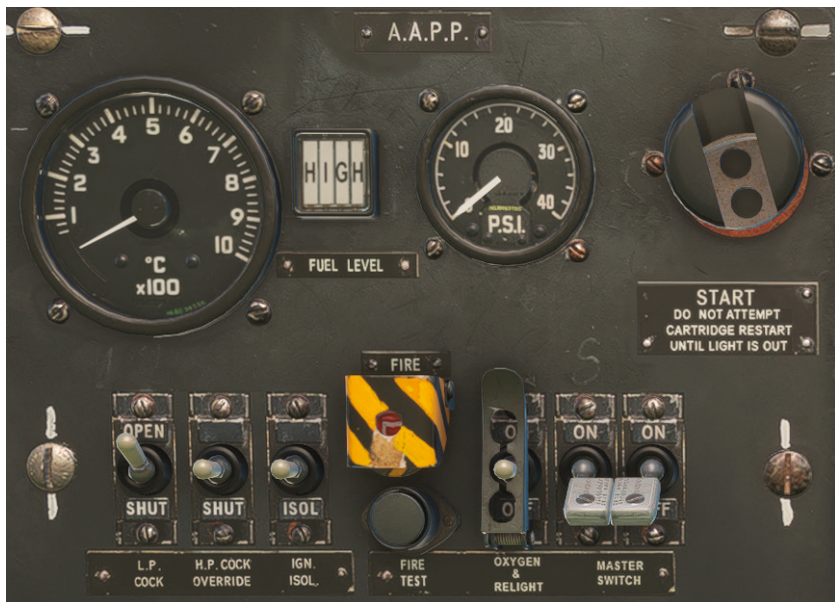 A.A.P.P.
1 2 3 4 5 6 7 8 9 10
°C
x100
HIGH
FUEL LEVEL
10 20 30 40
P.S.I.
START
DO NOT ATTEMPT
CARTRIDGE RESTART
UNTIL LIGHT IS OUT
FIRE
OPEN
ON
ON
SHUT
SHUT
ISOL
L.P.
COCK
H.P. COCK
OVERRIDE
IGN.
ISOL.
FIRE
TEST
OXYGEN
&
RELIGHT
MASTER
SWITCH